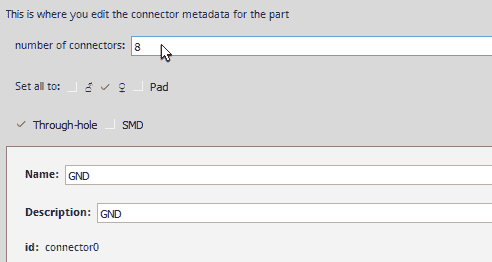 This is where you edit the connector metadata for the part
number of connectors: 8
Set all to: ♂ ♀ Pad
Through-hole SMD
Name: GND
Description: GND
id: connector0